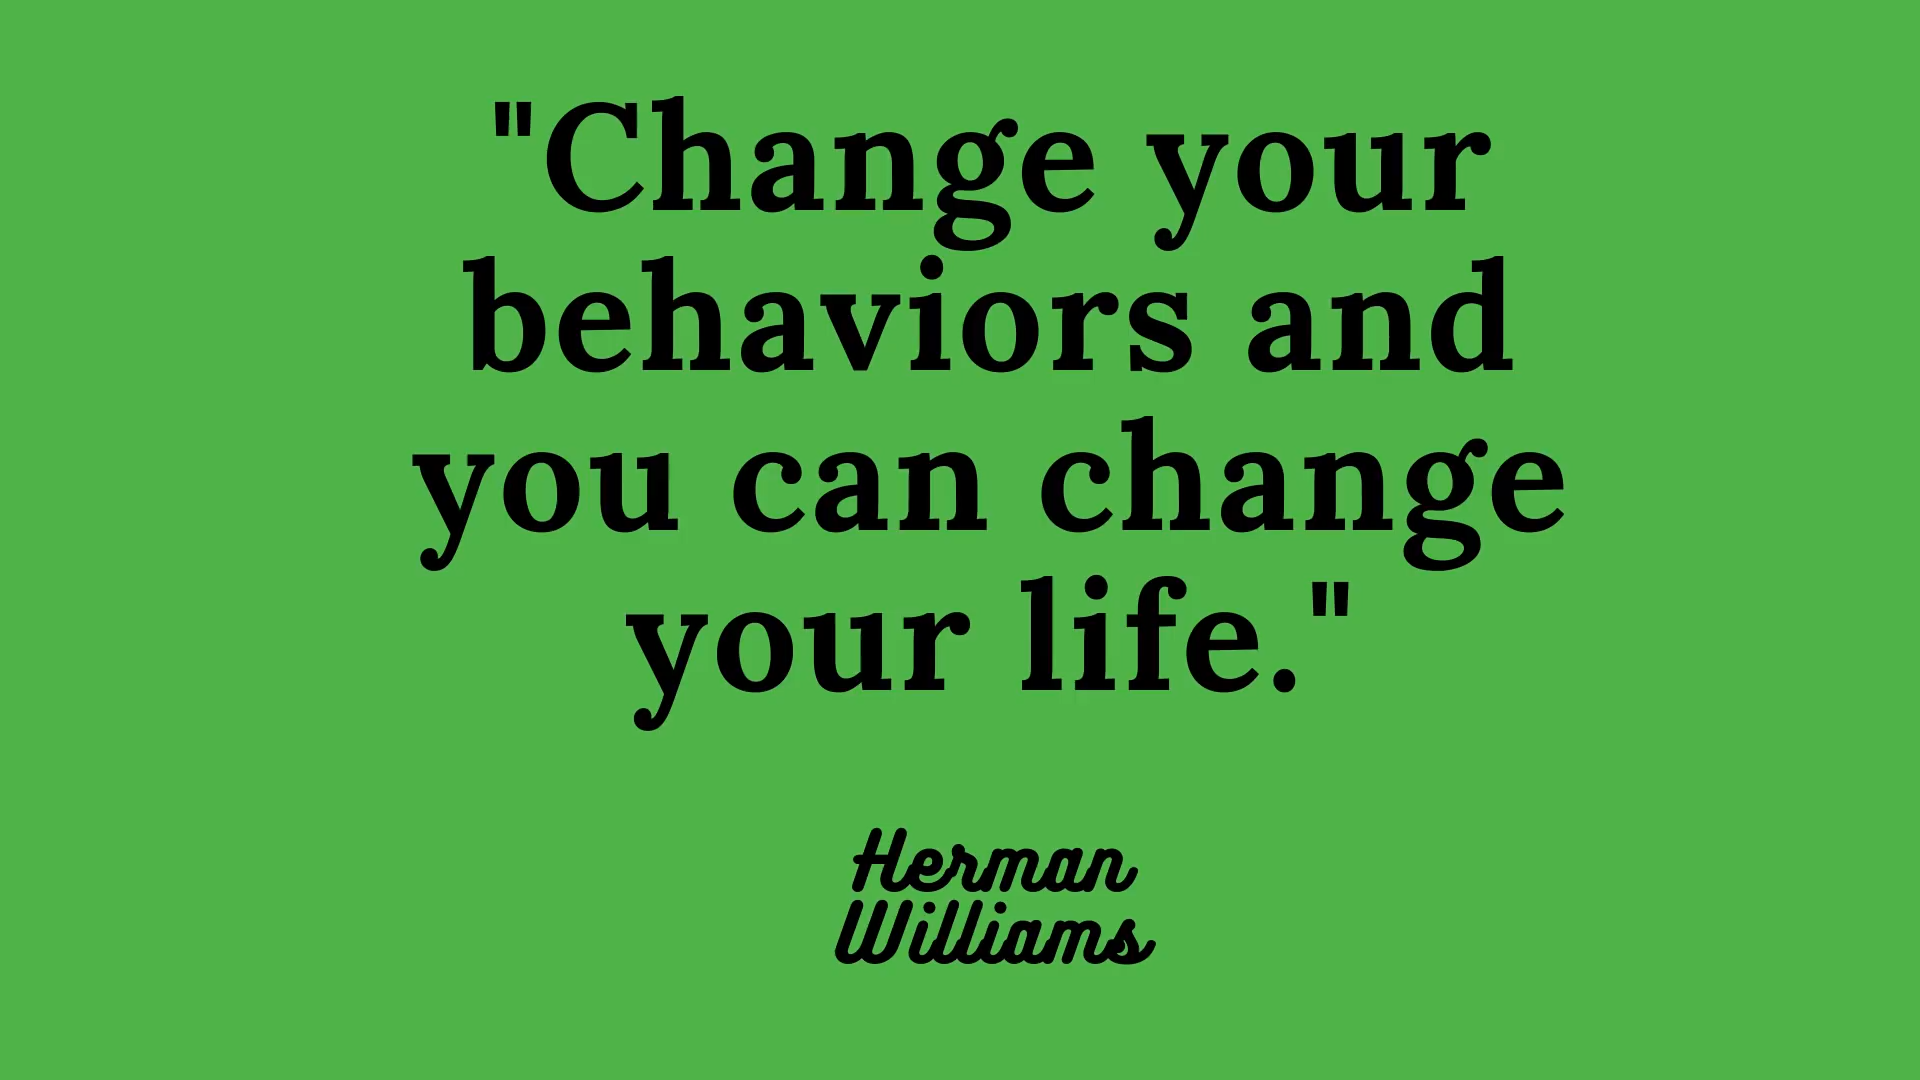 "Change your
behaviors and
you can change
your life."
Herman
Williams